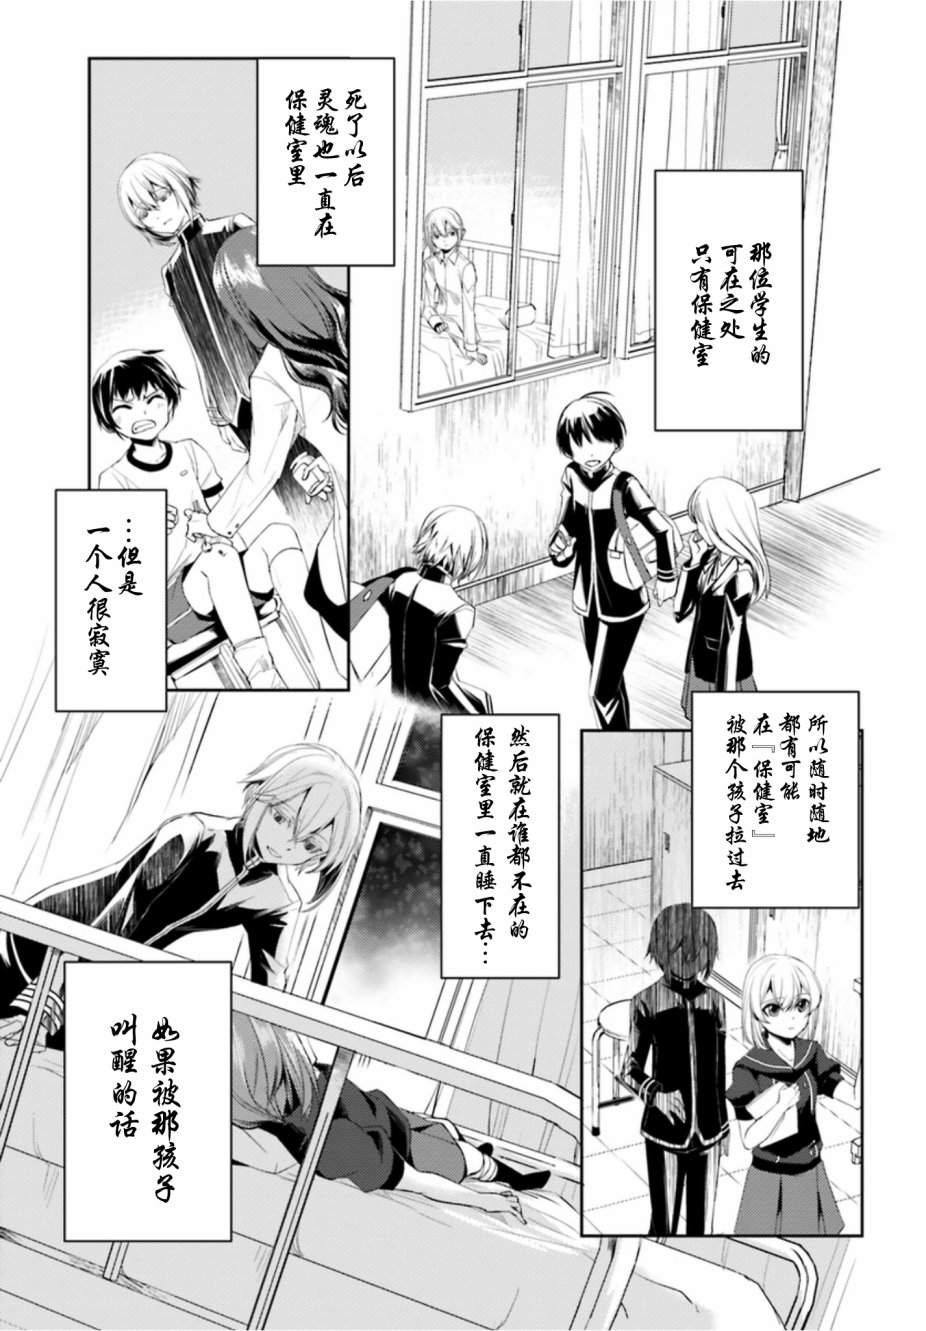 那位学生的
可在之处
只有保健室
死了以后
灵魂也一直在
保健室里
…但是
一个人很寂寞
所以随时随地
都有可能
在『保健室』
被那个孩子拉过去
然后就在谁都不在的
保健室里一直睡下去…
如果被那孩子
叫醒的话